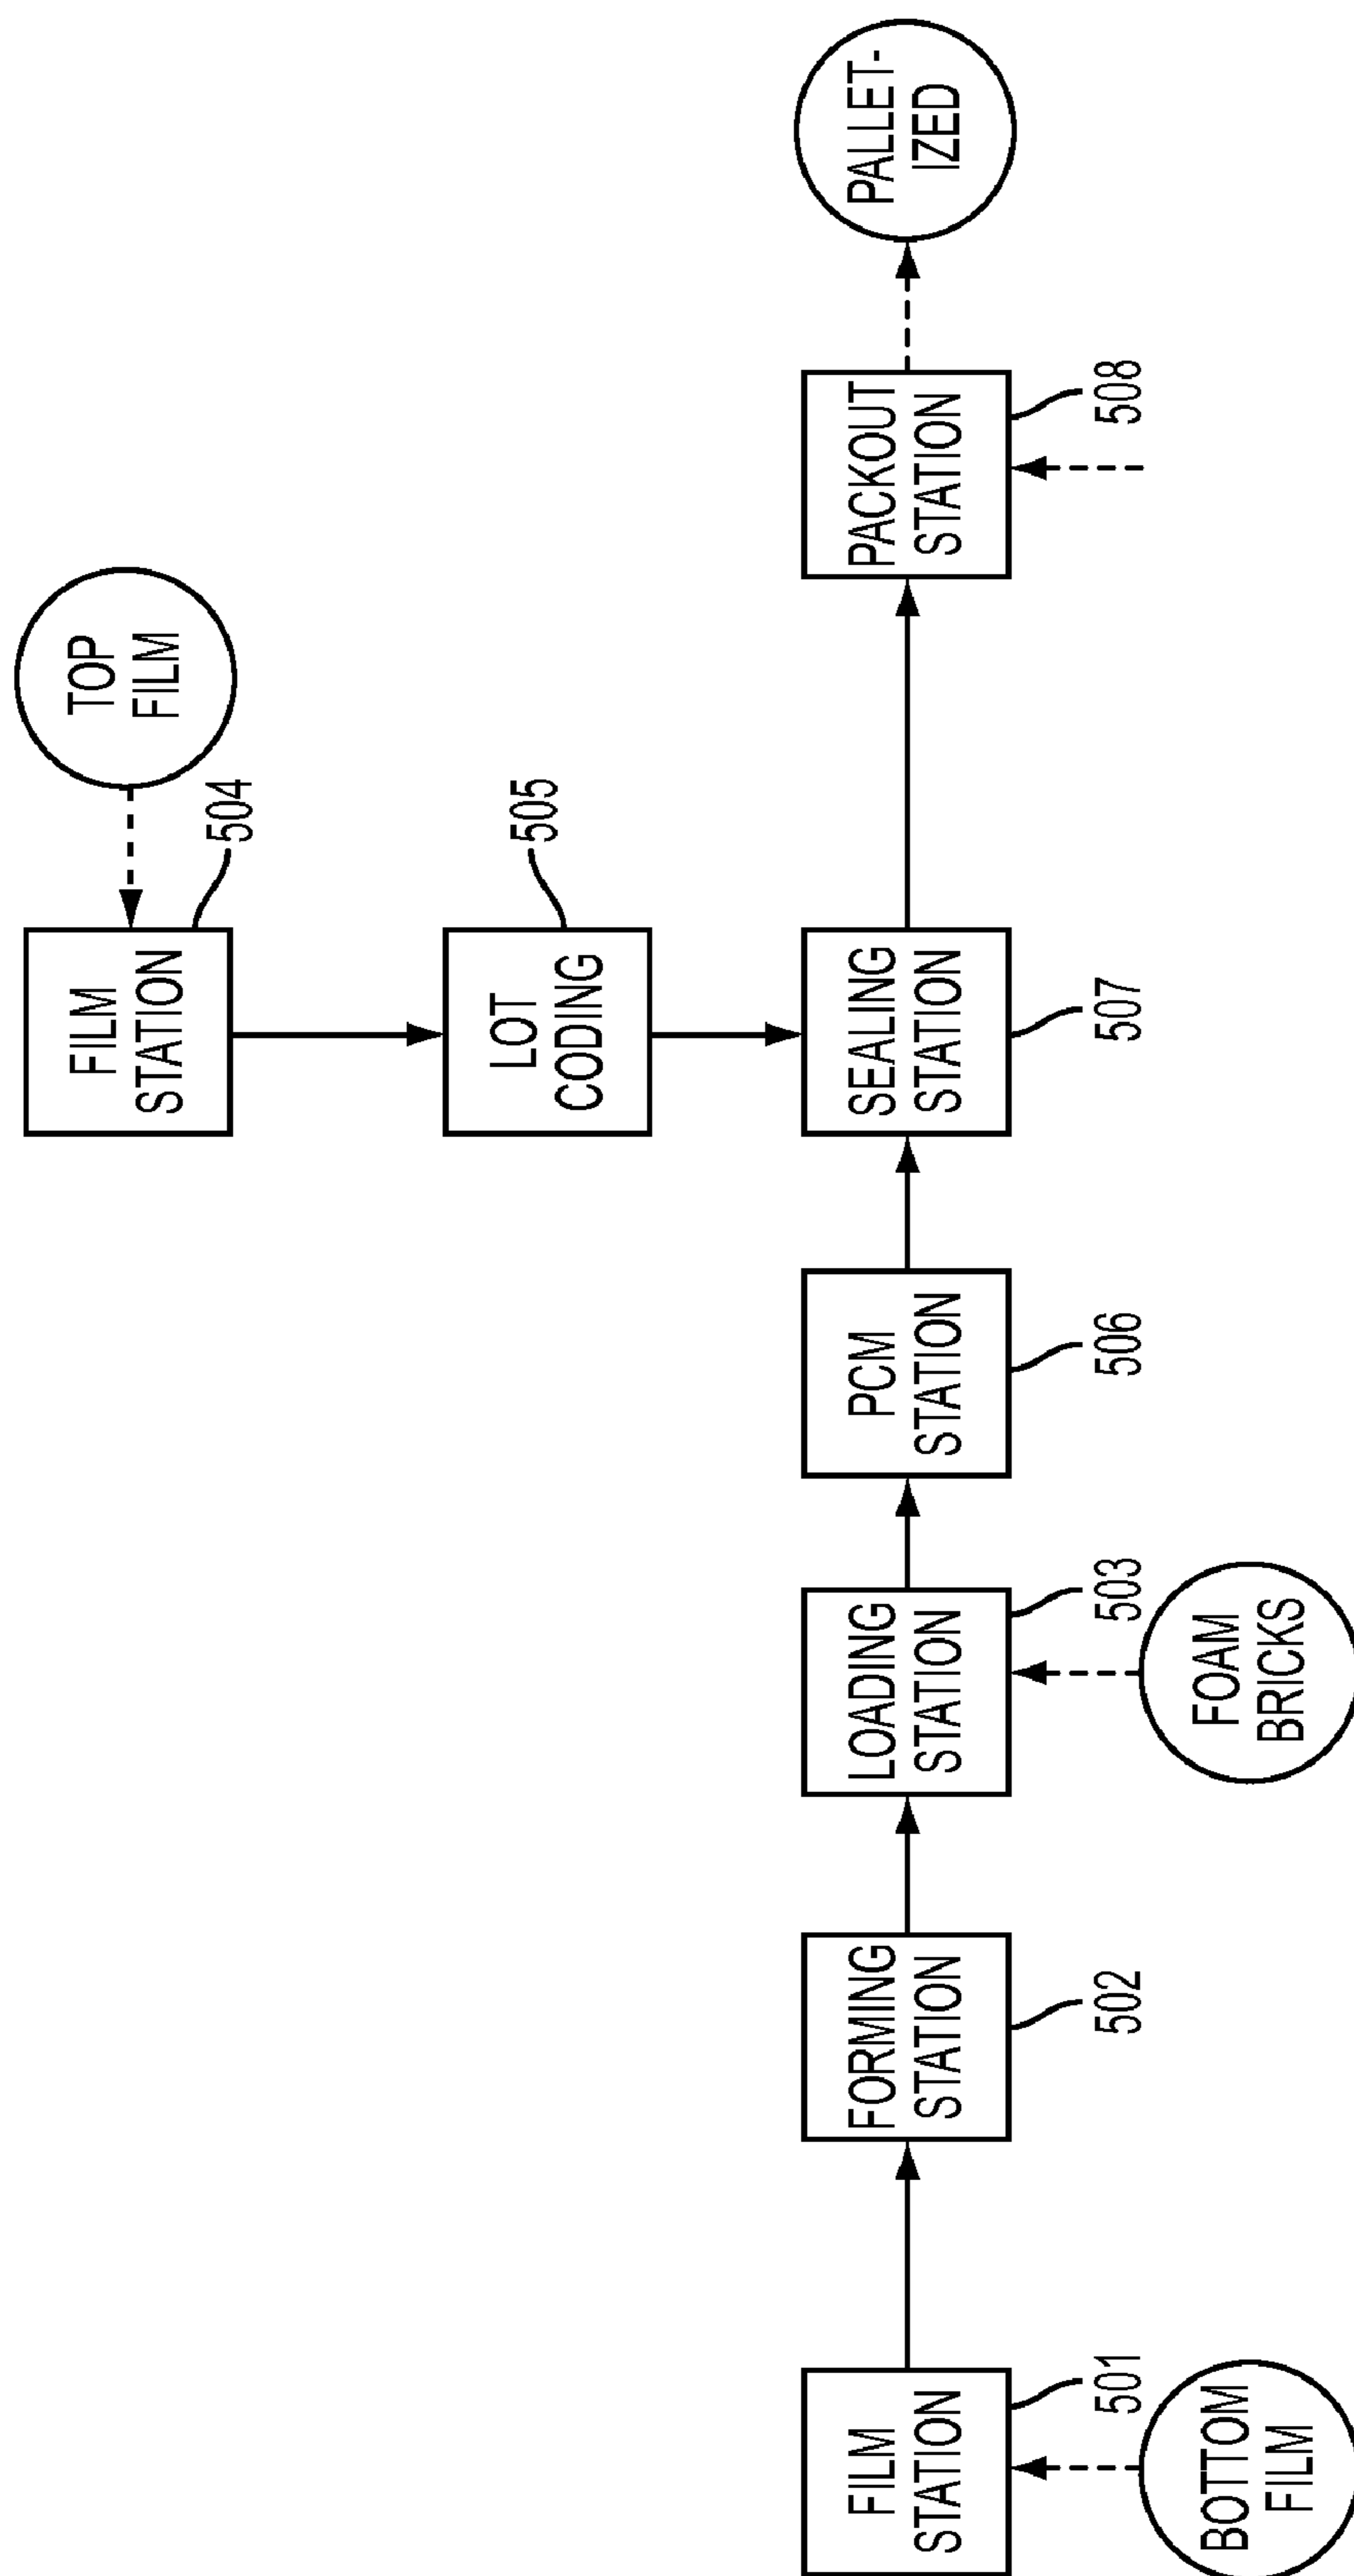 TOP
FILM
FILM
STATION
504
LOT
CODING
505
FILM
STATION
501
BOTTOM
FILM
FORMING
STATION
502
LOADING
STATION
503
FOAM
BRICKS
PCM
STATION
506
SEALING
STATION
507
PACKOUT
STATION
508
PALLET-
IZED